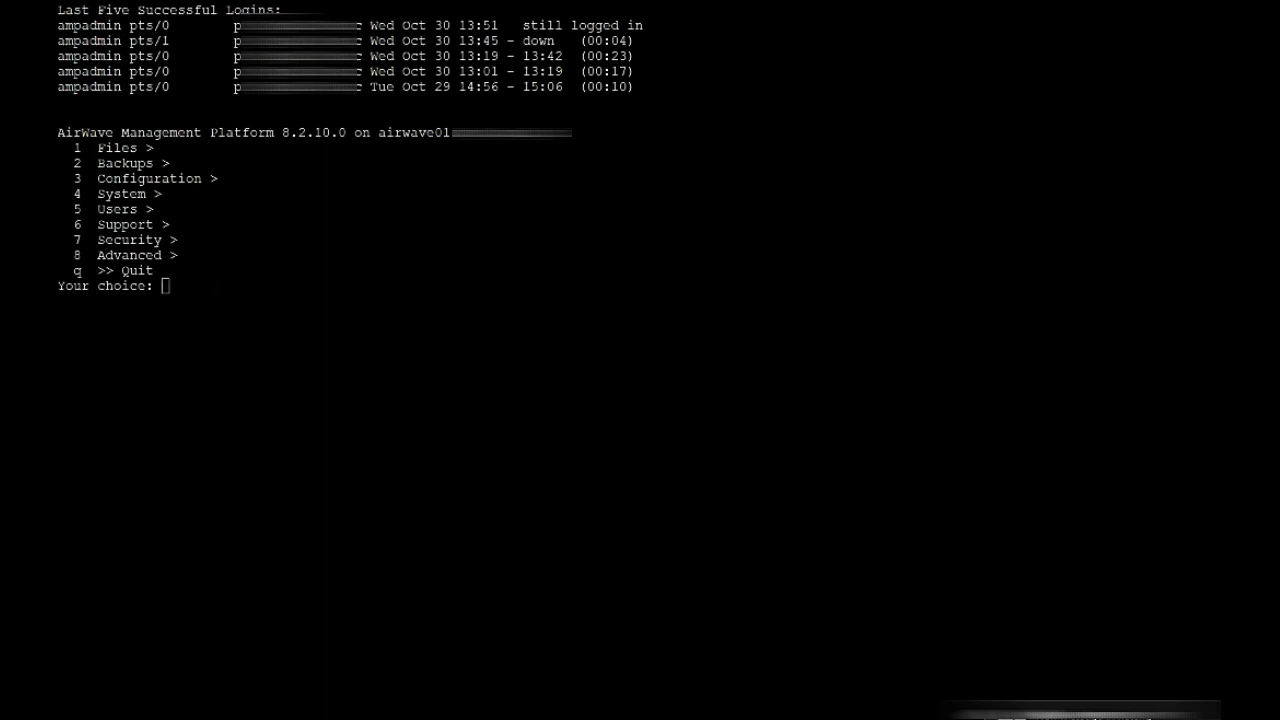 Last Five Successful Logins:
ampadmin pts/0 p c Wed Oct 30 13:51 still logged in
ampadmin pts/1 p c Wed Oct 30 13:45 - down (00:04)
ampadmin pts/0 p c Wed Oct 30 13:19 - 13:42 (00:23)
ampadmin pts/0 p c Wed Oct 30 13:01 - 13:19 (00:17)
ampadmin pts/0 p c Tue Oct 29 14:56 - 15:06 (00:10)
AirWave Management Platform 8.2.10.0 on airwave01
1 Files >
2 Backups >
3 Configuration >
4 System >
5 Users >
6 Support >
7 Security >
8 Advanced >
q >> Quit
Your choice: